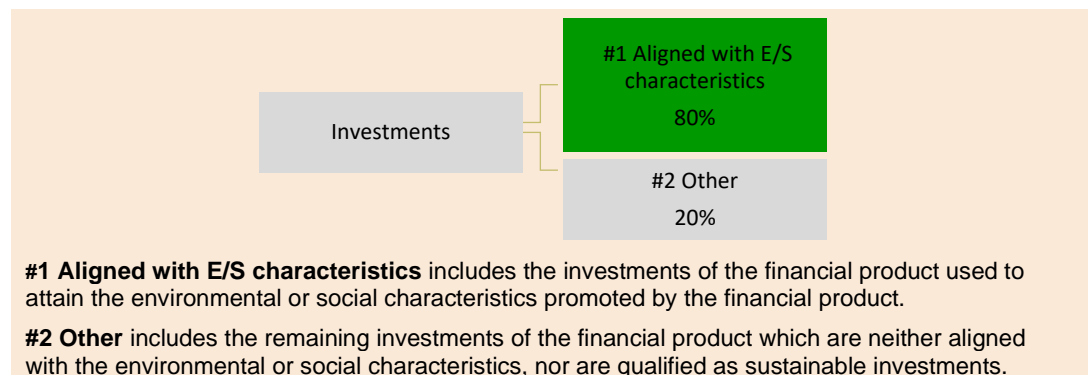 #1 Aligned with E/S
characteristics
80%
Investments
#2 Other
20%
#1 Aligned with E/S characteristics includes the investments of the financial product used to
attain the environmental or social characteristics promoted by the financial product.
#2 Other includes the remaining investments of the financial product which are neither aligned
with the environmental or social characteristics, nor are qualified as sustainable investments.